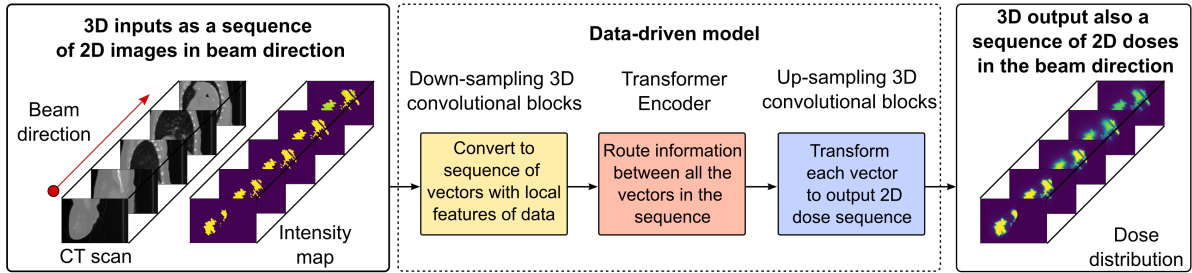 3D inputs as a sequence
of 2D images in beam direction
Beam
direction
CT scan
Intensity
map
Data-driven model
Down-sampling 3D
convolutional blocks
Convert to
sequence of
vectors with local
features of data
Transformer
Encoder
Route information
between all the
vectors in the
sequence
Up-sampling 3D
convolutional blocks
Transform
each vector
to output 2D
dose sequence
3D output also a
sequence of 2D doses
in the beam direction
Dose
distribution